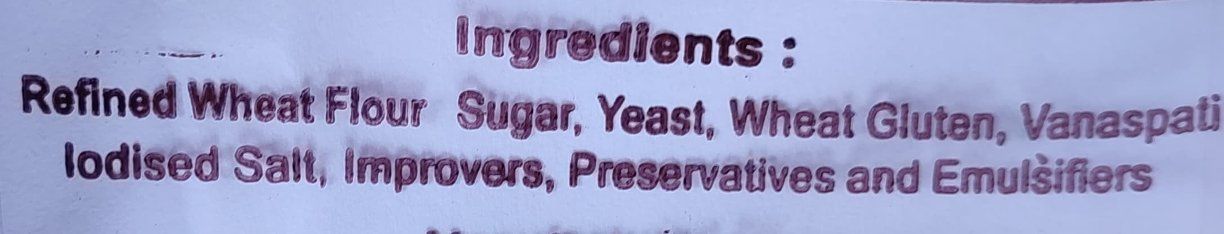 Ingredients :
Refined Wheat Flour Sugar, Yeast, Wheat Gluten, Vanaspati
Iodised Salt, Improvers, Preservatives and Emulsifiers